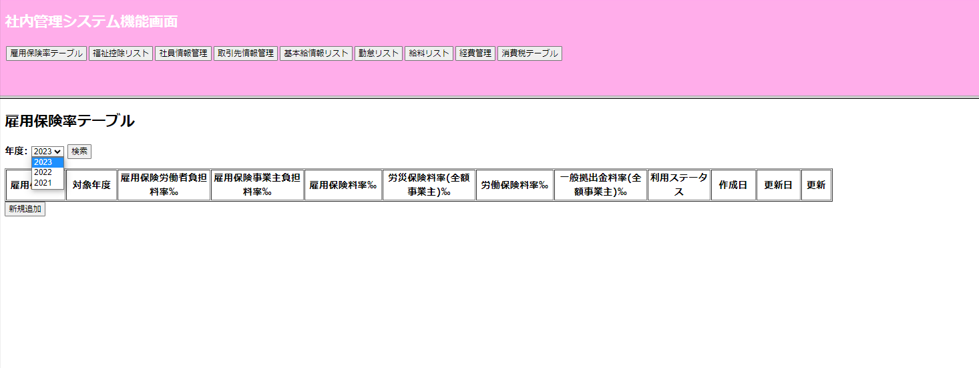 社内管理システム機能画面
雇用保険率テーブル 福祉控除リスト 社員情報管理 取引先情報管理 基本給情報リスト 勤怠リスト 給料リスト 経費管理 消費税テーブル
雇用保険率テーブル
年度: 2023 検索
2023
2022
2021
雇用 対象年度 雇用保険労働者負担 雇用保険事業主負担 雇用保険料率‰ 労災保険料率(全額 労働保険料率‰ 一般拠出金料率(全 利用ステータ 作成日 更新日 更新
料率‰ 料率‰ 事業主)‰ 額事業主)‰ ス
新規追加